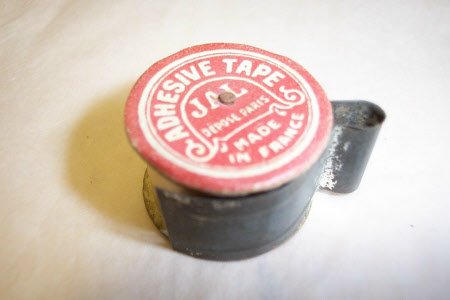 ADHESIVE TAPE
JAL
DEPOSE PARIS
MADE
IN FRANCE